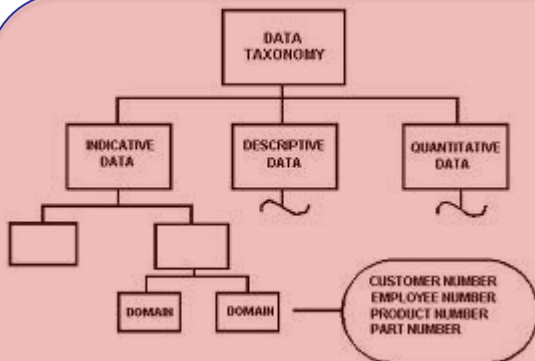 DATA
TAXONOMY
INDICATIVE
DATA
DESCRIPTIVE
DATA
QUANTITATIVE
DATA
DOMAIN
DOMAIN
CUSTOMER NUMBER
EMPLOYEE NUMBER
PRODUCT NUMBER
PART NUMBER